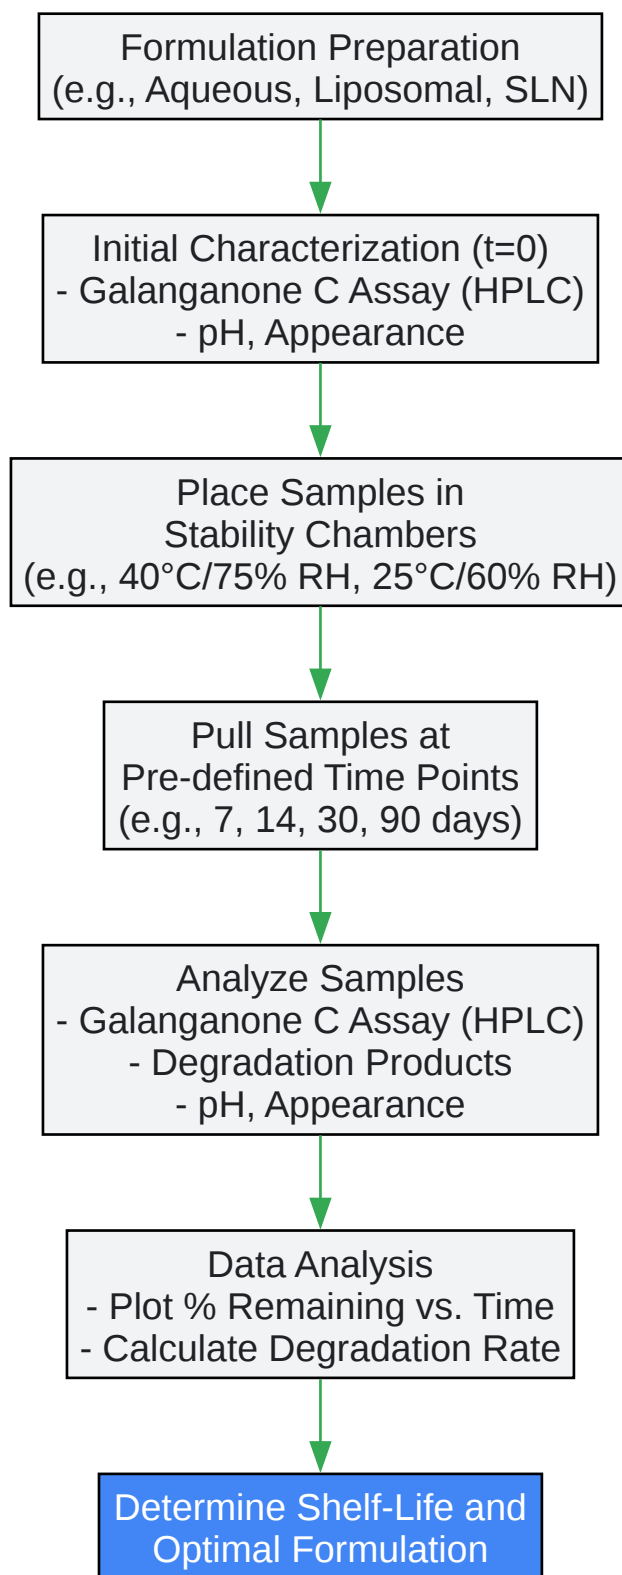 Formulation Preparation
(e.g., Aqueous, Liposomal, SLN)
Initial Characterization (t=0)
- Galanganone C Assay (HPLC)
- pH, Appearance
Place Samples in
Stability Chambers
(e.g., 40°C/75% RH, 25°C/60% RH)
Pull Samples at
Pre-defined Time Points
(e.g., 7, 14, 30, 90 days)
Analyze Samples
- Galanganone C Assay (HPLC)
- Degradation Products
- pH, Appearance
Data Analysis
- Plot % Remaining vs. Time
- Calculate Degradation Rate
Determine Shelf-Life and
Optimal Formulation